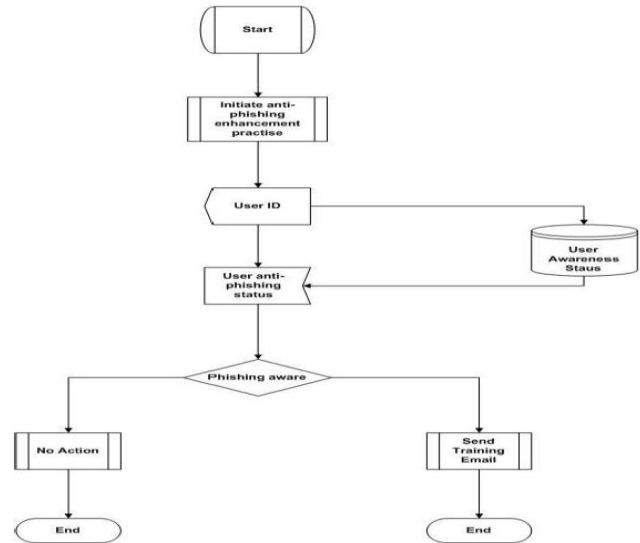 Start
Initiate anti-
phishing
enhancement
practise
User ID
User
Awareness
Staus
User anti-
phishing
status
Phishing aware
No Action
Send
Training
Email
End
End